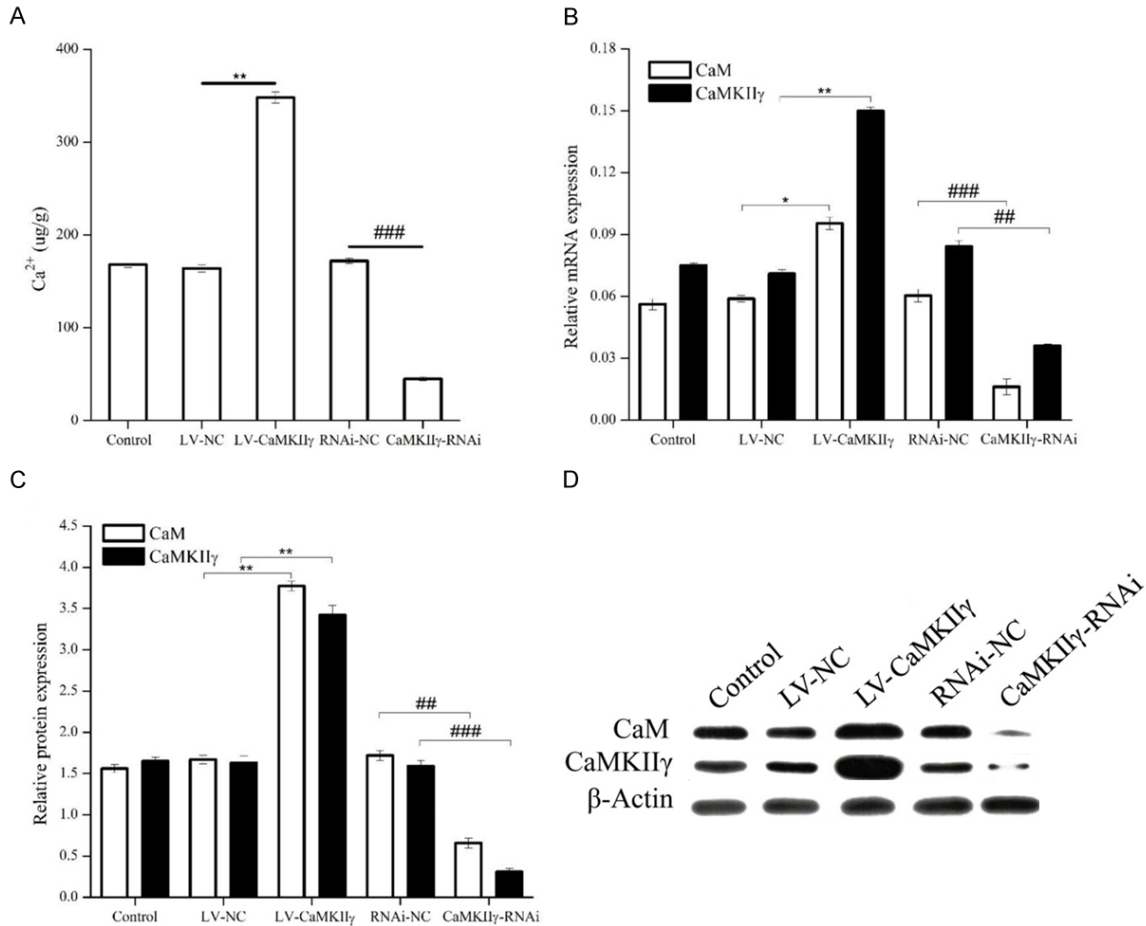 A
400
300
200
100
0
Ca2+ (ug/g)
**
###
Control LV-NC LV-CaMKIIγ RNAi-NC CaMKIIγ-RNAi
B
0.18
0.15
0.12
0.09
0.06
0.03
0.00
Relative mRNA expression
CaM
CaMKIIγ
**
*
###
##
Control LV-NC LV-CaMKIIγ RNAi-NC CaMKIIγ-RNAi
C
4.5
4.0
3.5
3.0
2.5
2.0
1.5
1.0
0.5
0.0
Relative protein expression
CaM
CaMKIIγ
**
**
##
###
Control LV-NC LV-CaMKIIγ RNAi-NC CaMKIIγ-RNAi
D
Control LV-NC LV-CaMKIIγ RNAi-NC CaMKIIγ-RNAi
CaM
CaMKIIγ
β-Actin